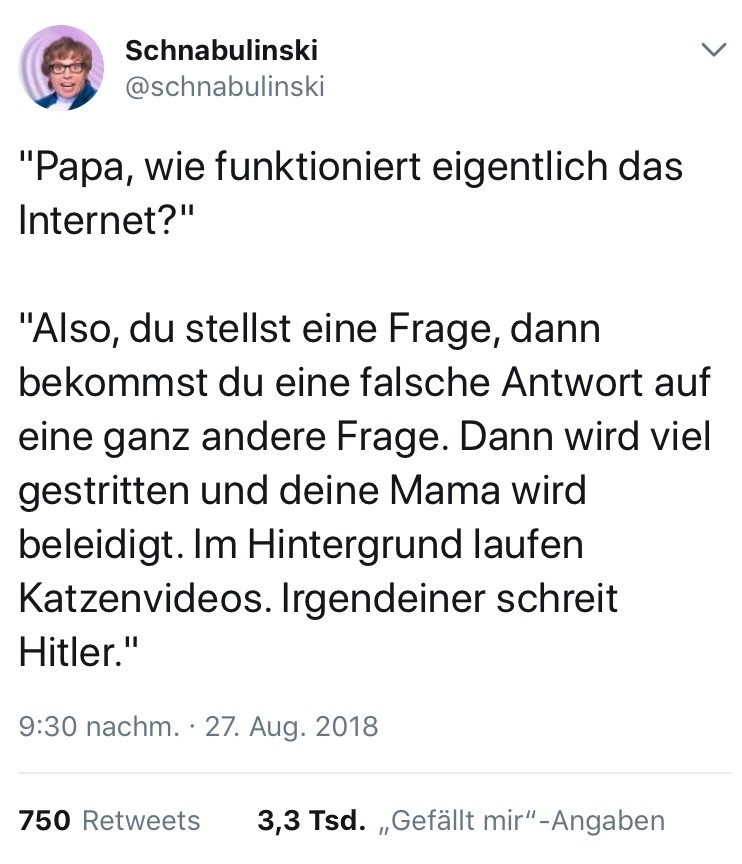 Schnabulinski
@schnabulinski
"Papa, wie funktioniert eigentlich das
Internet?"
"Also, du stellst eine Frage, dann
bekommst du eine falsche Antwort auf
eine ganz andere Frage. Dann wird viel
gestritten und deine Mama wird
beleidigt. Im Hintergrund laufen
Katzenvideos. Irgendeiner schreit
Hitler."
9:30 nachm. · 27. Aug. 2018
750 Retweets 3,3 Tsd. „Gefällt mir“-Angaben